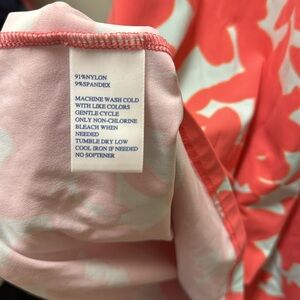 91%NYLON
9%SPANDEX
MACHINE WASH COLD
WITH LIKE COLORS
GENTLE CYCLE
ONLY NON-CHLORINE
BLEACH WHEN
NEEDED
TUMBLE DRY LOW
COOL IRON IF NEEDED
NO SOFTENER